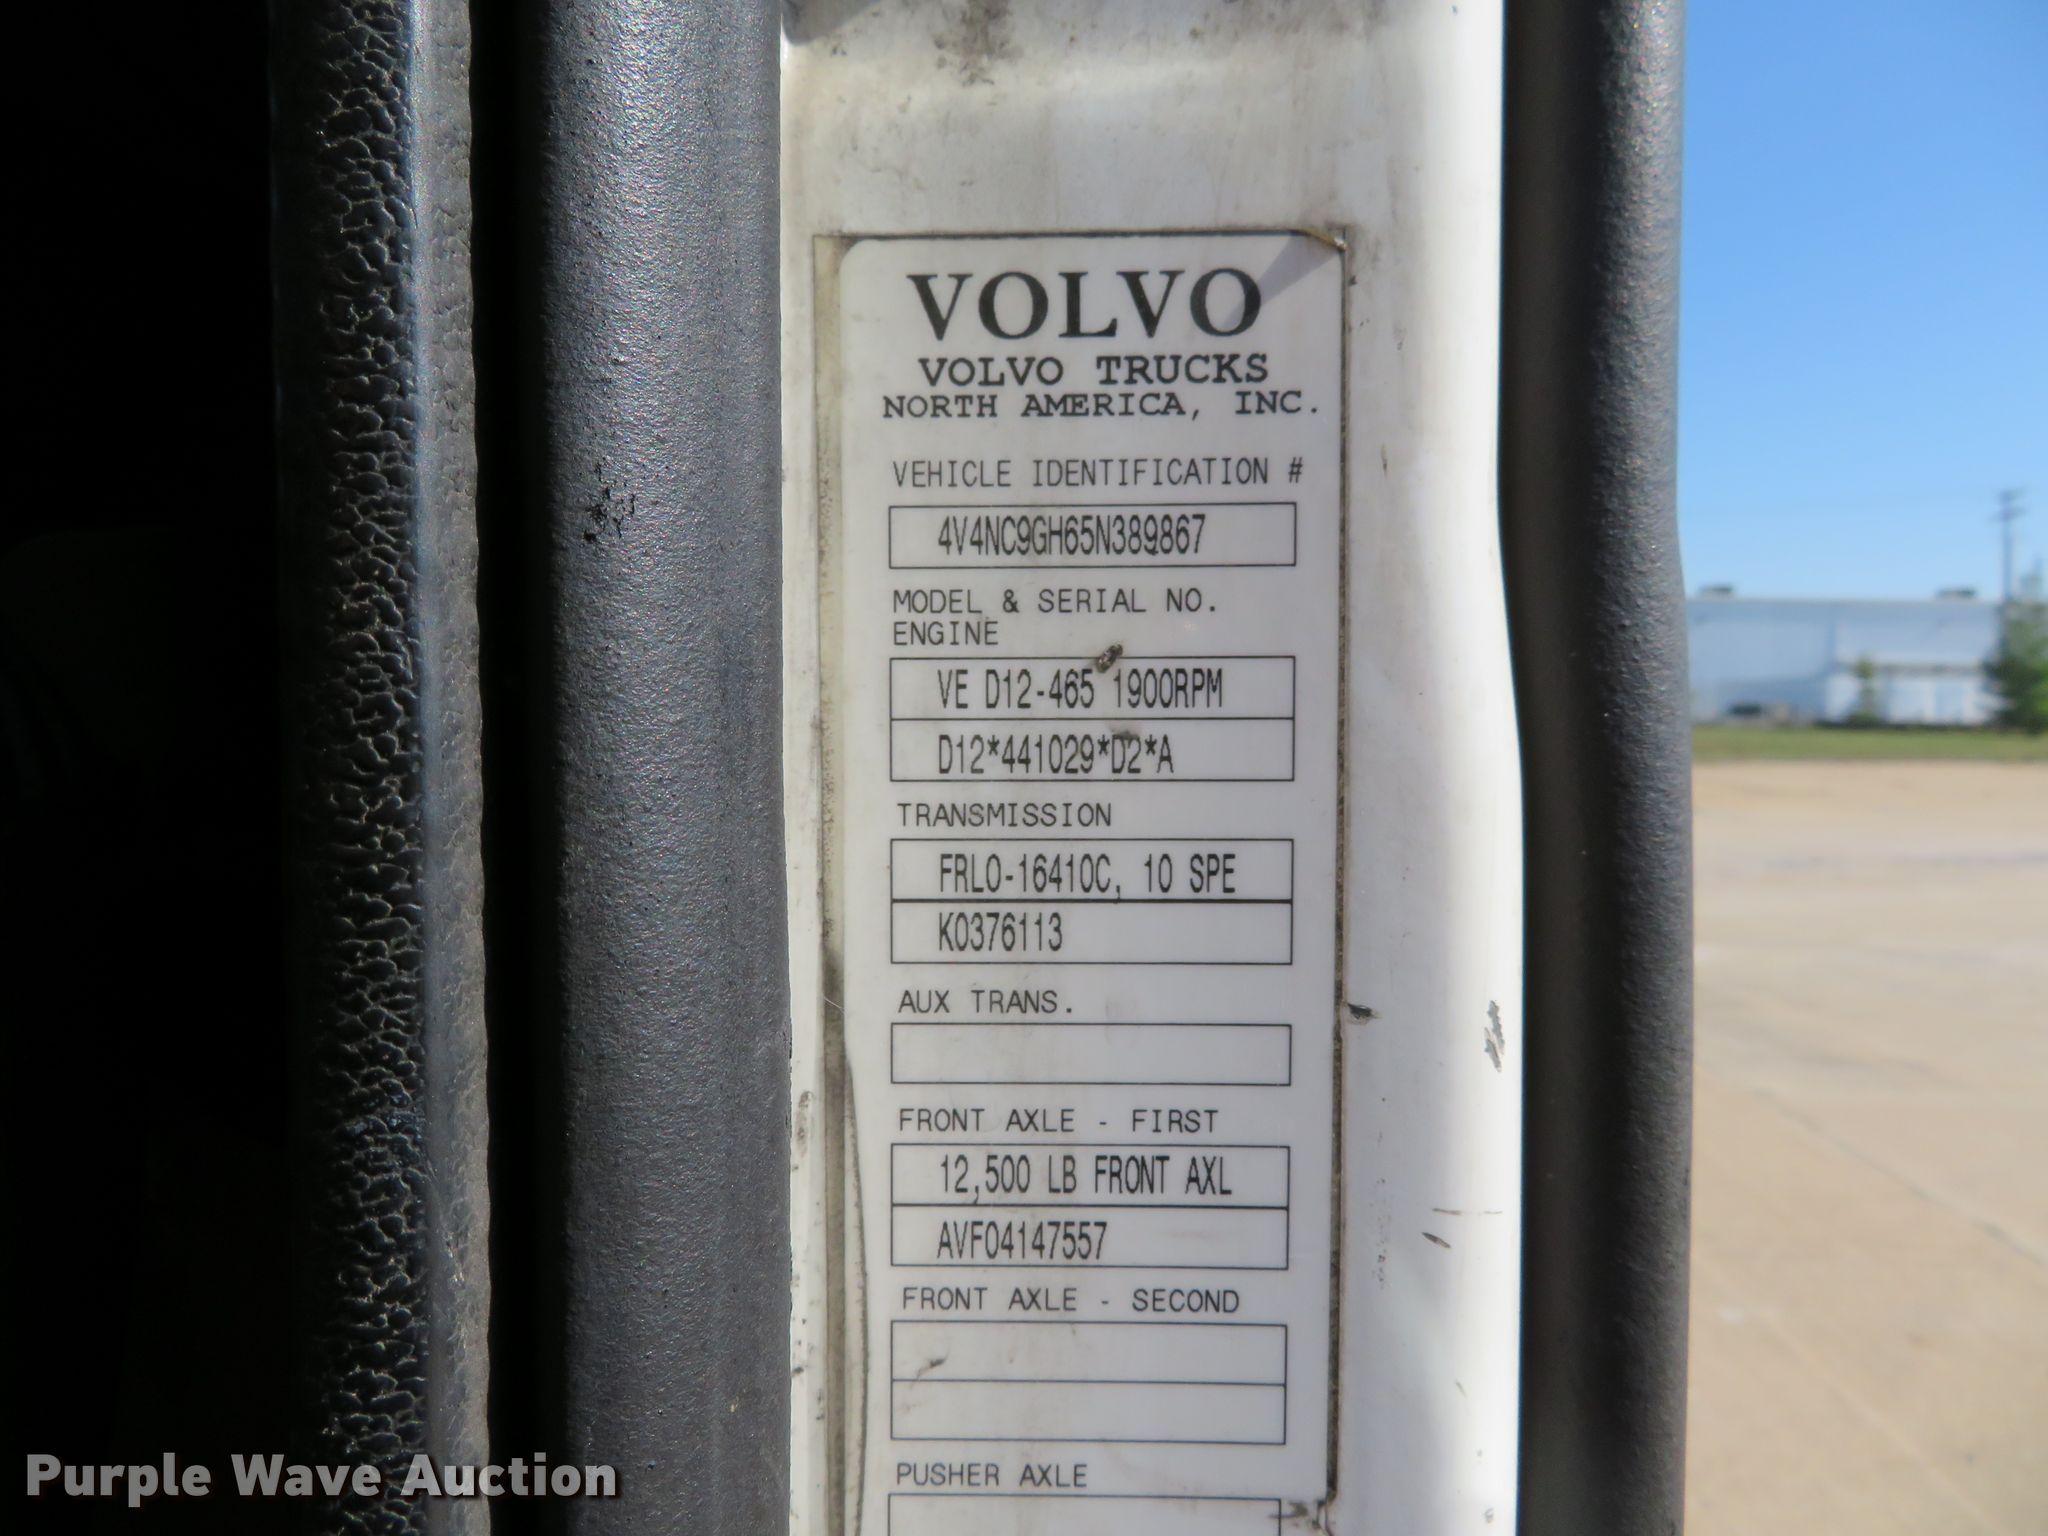 VOLVO
VOLVO TRUCKS
NORTH AMERICA, INC.
VEHICLE IDENTIFICATION #
4V4NC9GH65N389867
MODEL & SERIAL NO.
ENGINE
VE D12-465 1900RPM
D12*441029*D2*A
TRANSMISSION
FRLO-16410C, 10 SPE
K0376113
AUX TRANS.
FRONT AXLE - FIRST
12,500 LB FRONT AXL
AVF04147557
FRONT AXLE - SECOND
PUSHER AXLE
Purple Wave Auction